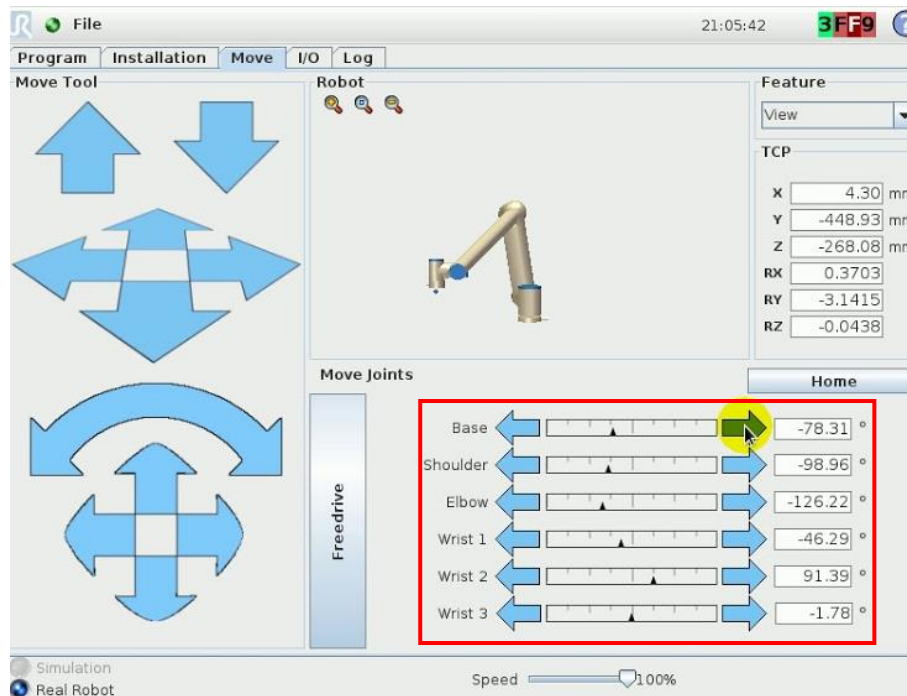 File 21:05:42 3FF9 ?
Program Installation Move I/O Log
Move Tool
Robot
Feature
View
TCP
X 4.30 mm
Y -448.93 mm
Z -268.08 mm
RX 0.3703
RY -3.1415
RZ -0.0438
Move Joints
Home
Freedrive
Base -78.31 °
Shoulder -98.96 °
Elbow -126.22 °
Wrist 1 -46.29 °
Wrist 2 91.39 °
Wrist 3 -1.78 °
Simulation
Real Robot
Speed 100%